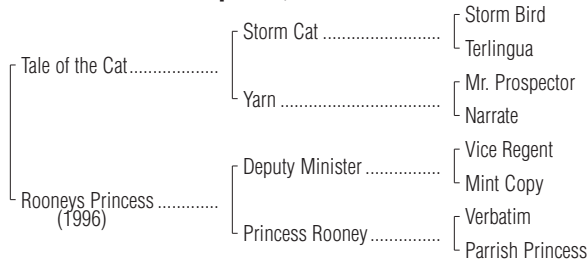 Storm Bird
Storm Cat ......................
Terlingua
Tale of the Cat..................
Mr. Prospector
Yarn ..............................
Narrate
Vice Regent
Deputy Minister ..............
Mint Copy
Rooneys Princess .............
(1996)
Verbatim
Princess Rooney.............
Parrish Princess